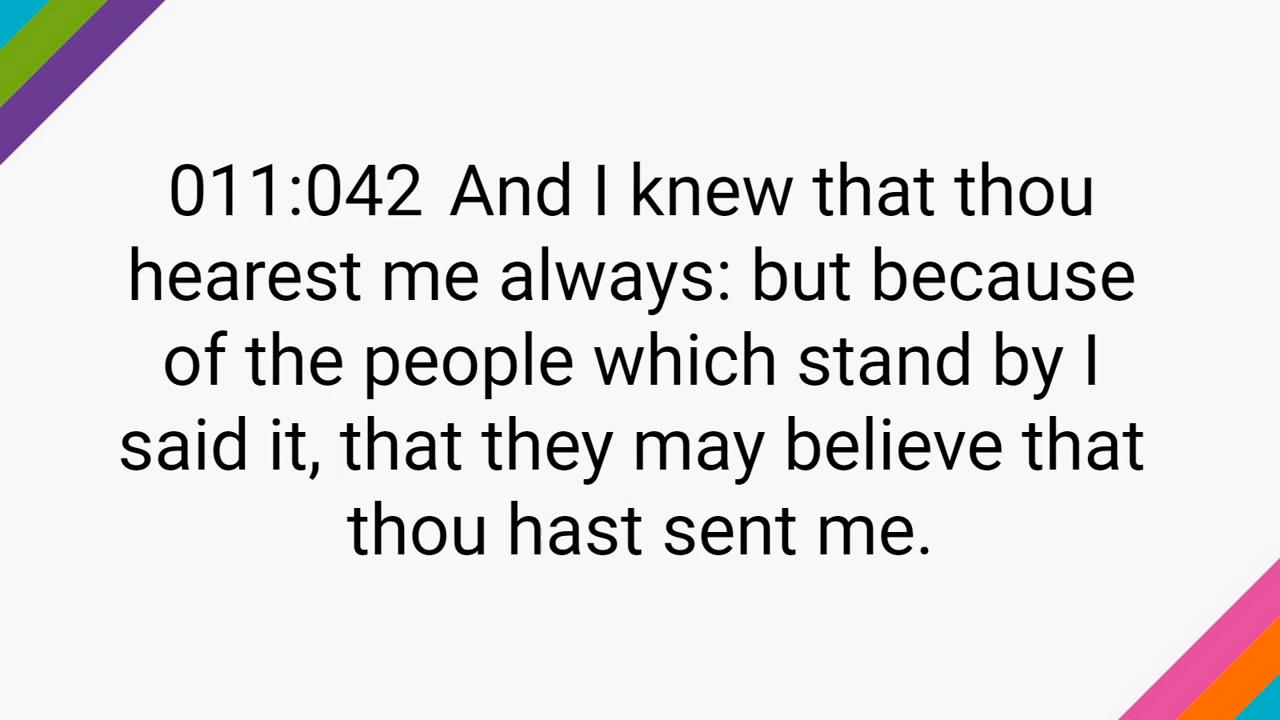 011:042 And I knew that thou
hearest me always: but because
of the people which stand by I
said it, that they may believe that
thou hast sent me.